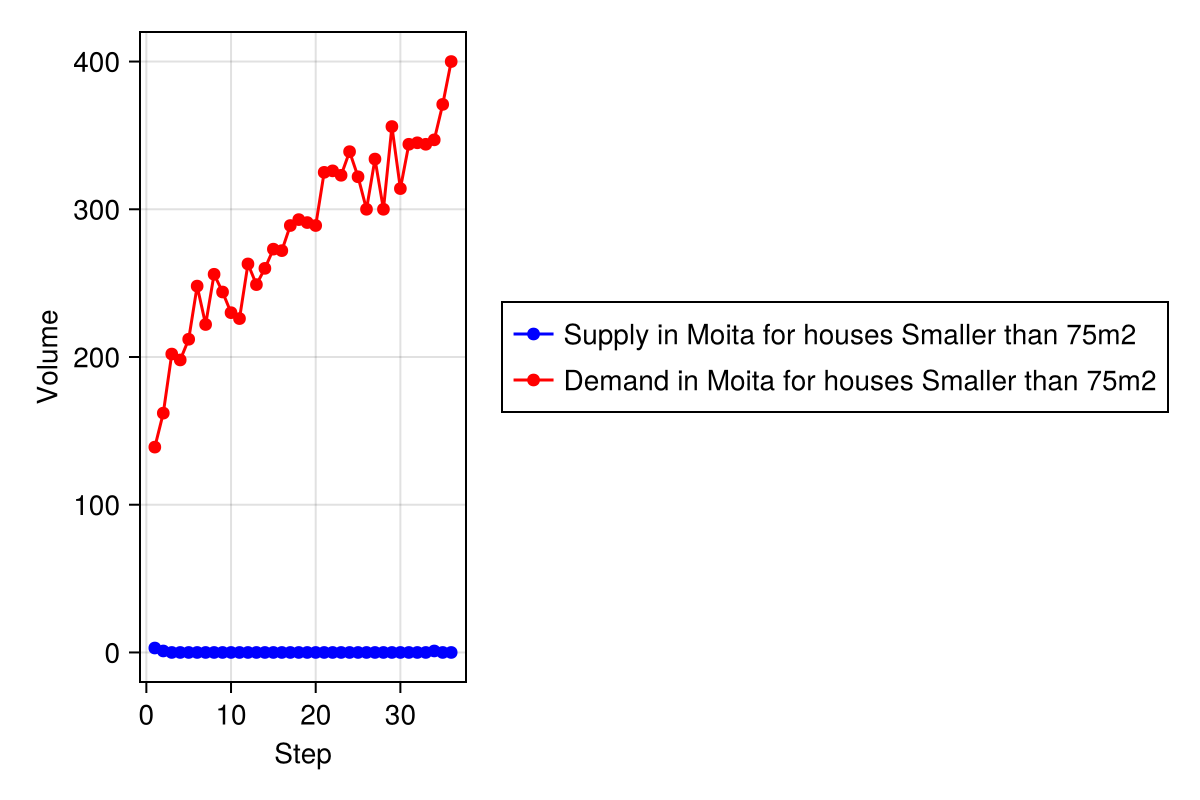 Volume
400
300
200
100
0
0 10 20 30
Step
Supply in Moita for houses Smaller than 75m2
Demand in Moita for houses Smaller than 75m2